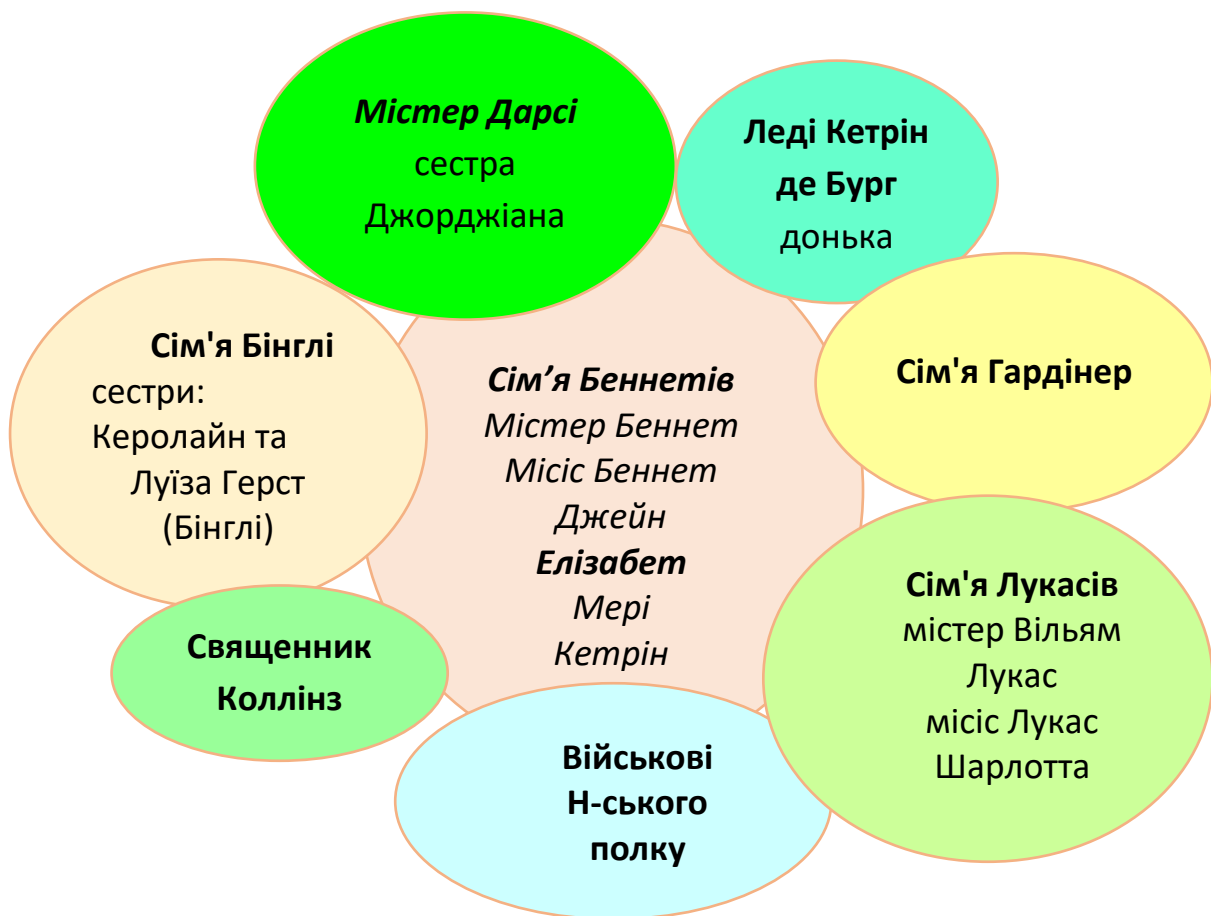 Містер Дарсі
сестра
Джорджіана
Леді Кетрін
де Бург
донька
Сім'я Бінглі
сестри:
Керолайн та
Луїза Герст
(Бінглі)
Сім’я Беннетів
Містер Беннет
Місіс Беннет
Джейн
Елізабет
Мері
Кетрін
Сім'я Гардінер
Сім'я Лукасів
містер Вільям
Лукас
місіс Лукас
Шарлотта
Священник
Коллінз
Військові
Н-ського
полку